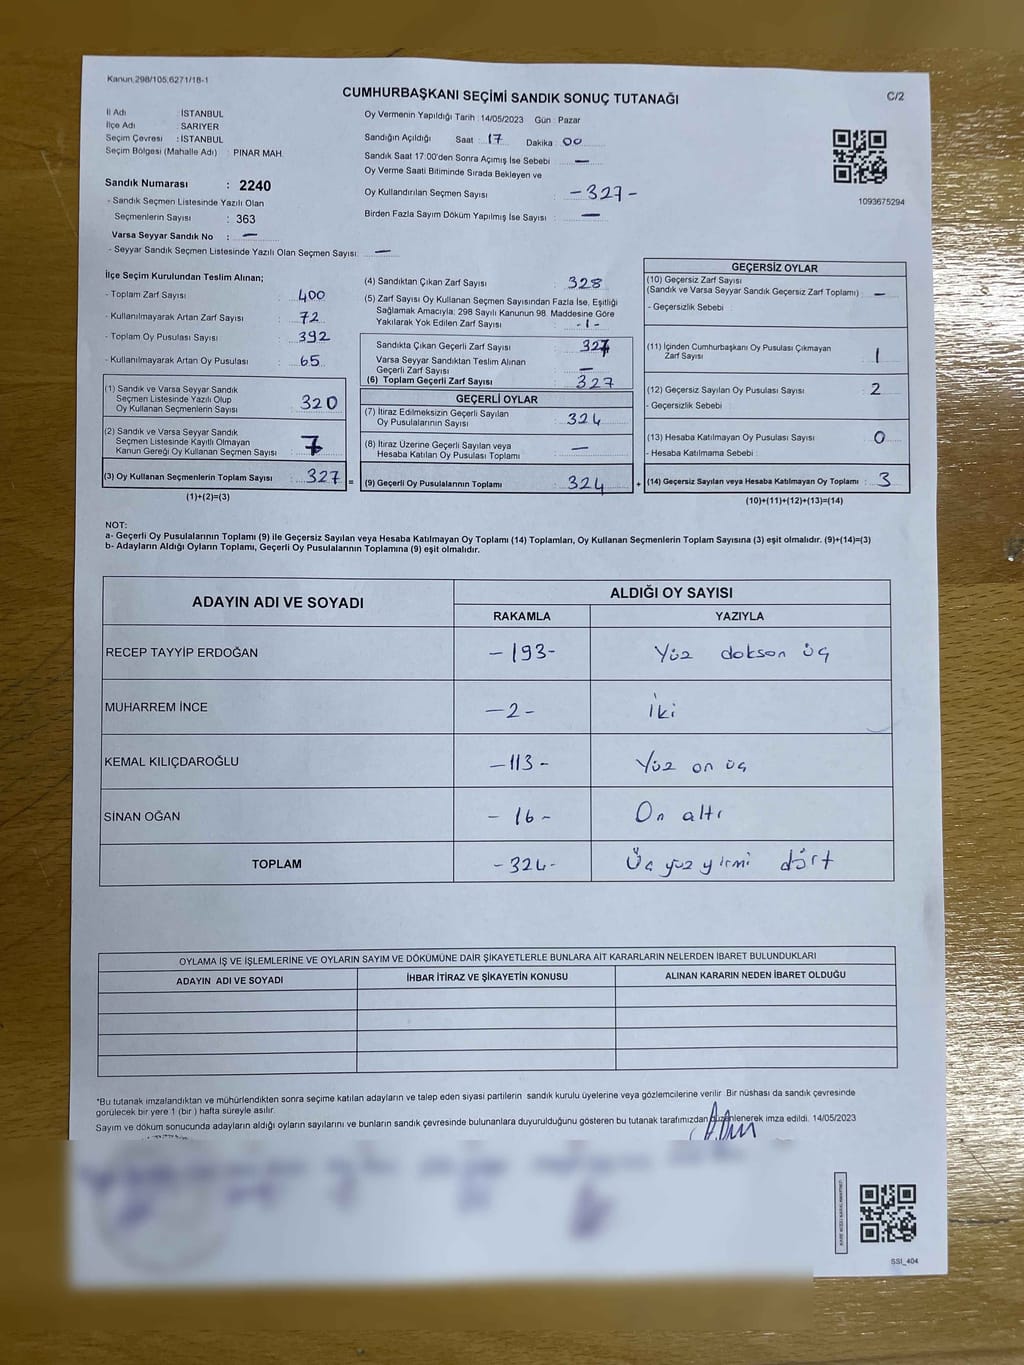 Kanun.298/105,6271/18-1
CUMHURBAŞKANI SEÇİMİ SANDIK SONUÇ TUTANAĞI
C/2
İl Adı : İSTANBUL
İlçe Adı : SARIYER
Seçim Çevresi : İSTANBUL
Seçim Bölgesi (Mahalle Adı) : PINAR MAH.
Sandık Numarası : 2240
- Sandık Seçmen Listesinde Yazılı Olan
Seçmenlerin Sayısı : 363
Varsa Seyyar Sandık No : —
- Seyyar Sandık Seçmen Listesinde Yazılı Olan Seçmen Sayısı: —
Oy Vermenin Yapıldığı Tarih : 14/05/2023 Gün : Pazar
Sandığın Açıldığı Saat : 17 Dakika : 00
Sandık Saat 17:00'den Sonra Açımış İse Sebebi : —
Oy Verme Saati Bitiminde Sırada Bekleyen ve
Oy Kullandırılan Seçmen Sayısı : -327-
Birden Fazla Sayım Döküm Yapılmış İse Sayısı : —
1093675294
İlçe Seçim Kurulundan Teslim Alınan;
- Toplam Zarf Sayısı : 400
- Kullanılmayarak Artan Zarf Sayısı : 72
- Toplam Oy Pusulası Sayısı : 392
- Kullanılmayarak Artan Oy Pusulası : 65
(1) Sandık ve Varsa Seyyar Sandık
Seçmen Listesinde Yazılı Olup
Oy Kullanan Seçmenlerin Sayısı : 320
(2) Sandık ve Varsa Seyyar Sandık
Seçmen Listesinde Kayıtlı Olmayan
Kanun Gereği Oy Kullanan Seçmen Sayısı : 7
(3) Oy Kullanan Seçmenlerin Toplam Sayısı : 327 =
(1)+(2)=(3)
(4) Sandıktan Çıkan Zarf Sayısı : 328
(5) Zarf Sayısı Oy Kullanan Seçmen Sayısından Fazla İse, Eşitliği
Sağlamak Amacıyla; 298 Sayılı Kanunun 98. Maddesine Göre
Yakılarak Yok Edilen Zarf Sayısı : -1-
Sandıkta Çıkan Geçerli Zarf Sayısı : 327
Varsa Seyyar Sandıktan Teslim Alınan
Geçerli Zarf Sayısı : —
(6) Toplam Geçerli Zarf Sayısı : 327
GEÇERLİ OYLAR
(7) İtiraz Edilmeksizin Geçerli Sayılan
Oy Pusulalarının Sayısı : 324
(8) İtiraz Üzerine Geçerli Sayılan veya
Hesaba Katılan Oy Pusulası Toplamı : —
(9) Geçerli Oy Pusulalarının Toplamı : 324 +
GEÇERSİZ OYLAR
(10) Geçersiz Zarf Sayısı
(Sandık ve Varsa Seyyar Sandık Geçersiz Zarf Toplamı) : —
- Geçersizlik Sebebi
(11) İçinden Cumhurbaşkanı Oy Pusulası Çıkmayan
Zarf Sayısı : 1
(12) Geçersiz Sayılan Oy Pusulası Sayısı : 2
- Geçersizlik Sebebi
(13) Hesaba Katılmayan Oy Pusulası Sayısı : 0
- Hesaba Katılmama Sebebi
(14) Geçersiz Sayılan veya Hesaba Katılmayan Oy Toplamı : 3
(10)+(11)+(12)+(13)=(14)
NOT:
a- Geçerli Oy Pusulalarının Toplamı (9) ile Geçersiz Sayılan veya Hesaba Katılmayan Oy Toplamı (14) Toplamları, Oy Kullanan Seçmenlerin Toplam Sayısına (3) eşit olmalıdır. (9)+(14)=(3)
b- Adayların Aldığı Oyların Toplamı, Geçerli Oy Pusulalarının Toplamına (9) eşit olmalıdır.
ADAYIN ADI VE SOYADI ALDIĞI OY SAYISI
RAKAMLA YAZIYLA
RECEP TAYYİP ERDOĞAN -193- Yüz dokson üç
MUHARREM İNCE -2- iki
KEMAL KILIÇDAROĞLU -113- Yüz on üç
SİNAN OĞAN -16- On altı
TOPLAM -324- Üç yüz yirmi dört
OYLAMA İŞ VE İŞLEMLERİNE VE OYLARIN SAYIM VE DÖKÜMÜNE DAİR ŞİKAYETLERLE BUNLARA AİT KARARLARIN NELERDEN İBARET BULUNDUKLARI
ADAYIN ADI VE SOYADI İHBAR İTİRAZ VE ŞİKAYETİN KONUSU ALINAN KARARIN NEDEN İBARET OLDUĞU
*Bu tutanak imzalandıktan ve mühürlendikten sonra seçime katılan adayların ve talep eden siyasi partilerin sandık kurulu üyelerine veya gözlemcilerine verilir. Bir nüshası da sandık çevresinde
görülecek bir yere 1 (bir ) hafta süreyle asılır.
Sayım ve döküm sonucunda adayların aldığı oyların sayılarını ve bunların sandık çevresinde bulunanlara duyurulduğunu gösteren bu tutanak tarafımızdan düzenlenerek imza edildi. 14/05/2023
SSI_404